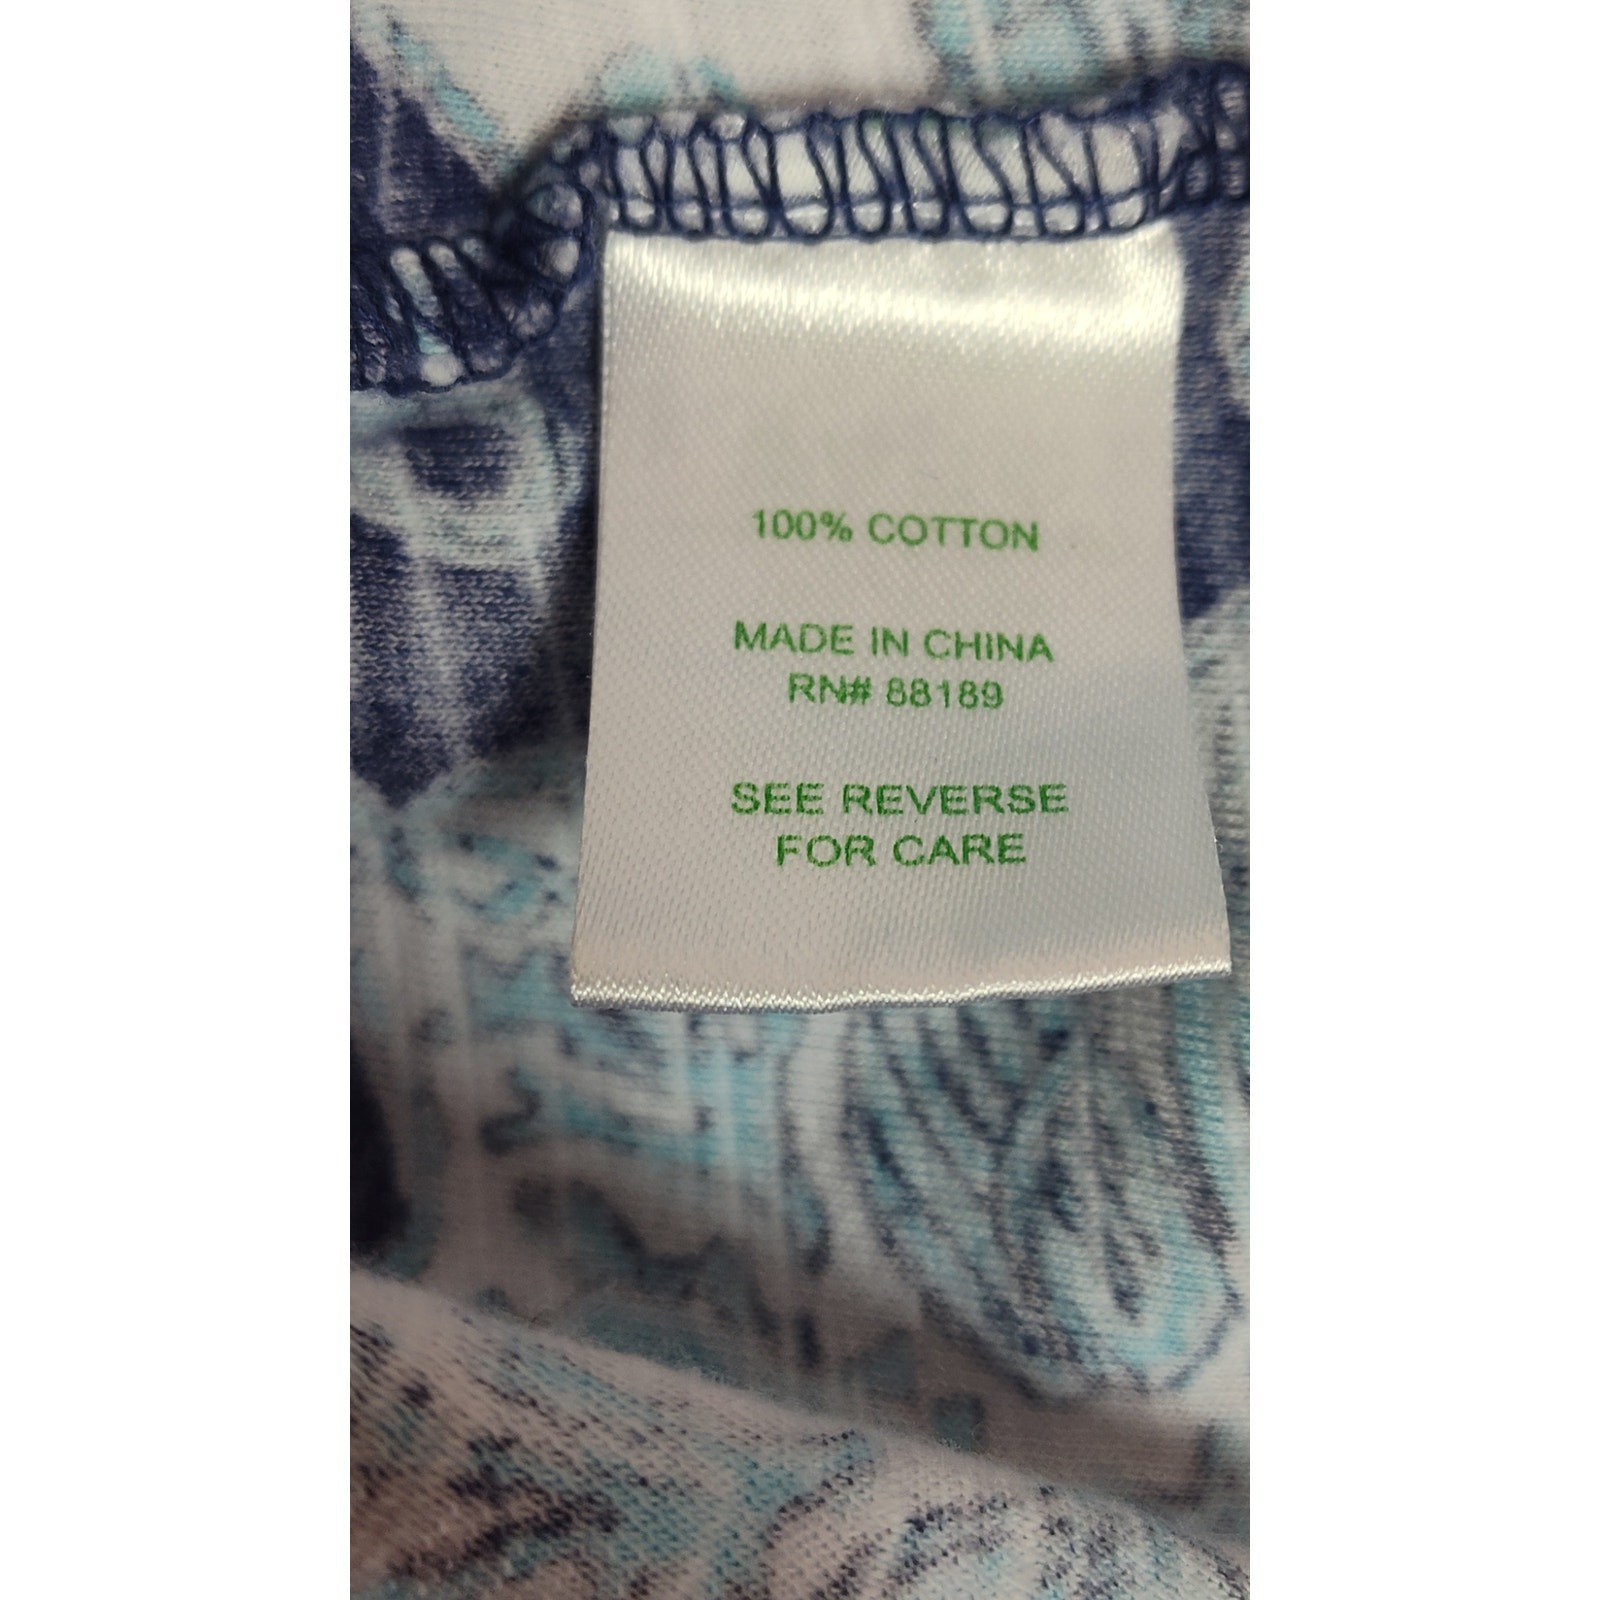 100% COTTON
MADE IN CHINA
RN# 88189
SEE REVERSE
FOR CARE